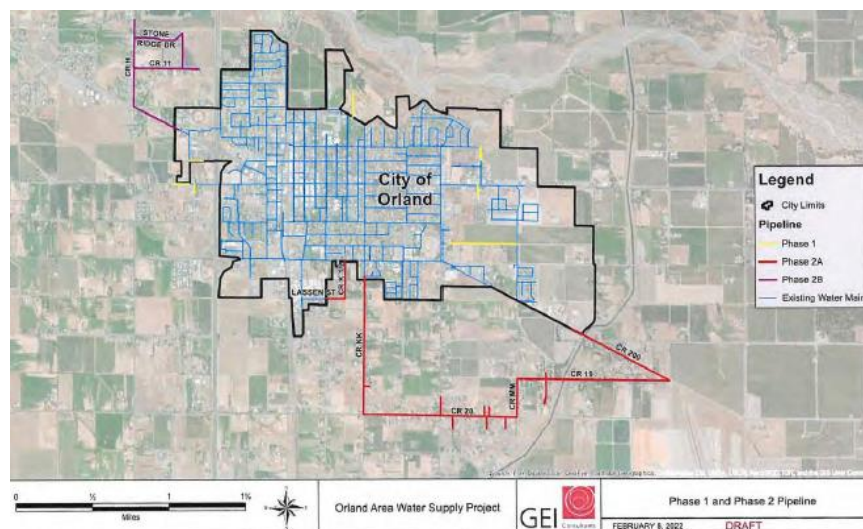 STONE
RIDGE DR
CR 11
CR H
City of
Orland
LASSEN ST
CR KK
CR 200
CR 19
CR MM
CR 20
Legend
City Limits
Pipeline
Phase 1
Phase 2A
Phase 2B
Existing Water Main
0
½
1
1½
Miles
Orland Area Water Supply Project
GEI
Consultants
Phase 1 and Phase 2 Pipeline
FEBRUARY 8, 2022
DRAFT